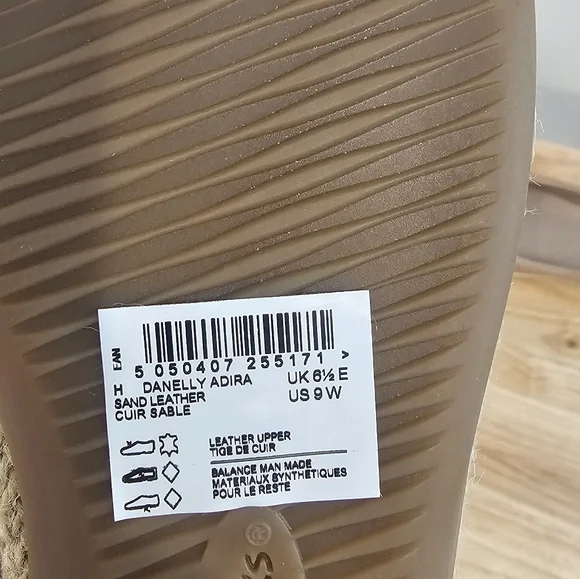 EAN
5 050407 255171 >
H DANELLY ADIRA UK 6½ E
SAND LEATHER US 9 W
CUIR SABLE
LEATHER UPPER
TIGE DE CUIR
BALANCE MAN MADE
MATERIAUX SYNTHETIQUES
POUR LE RESTE
®